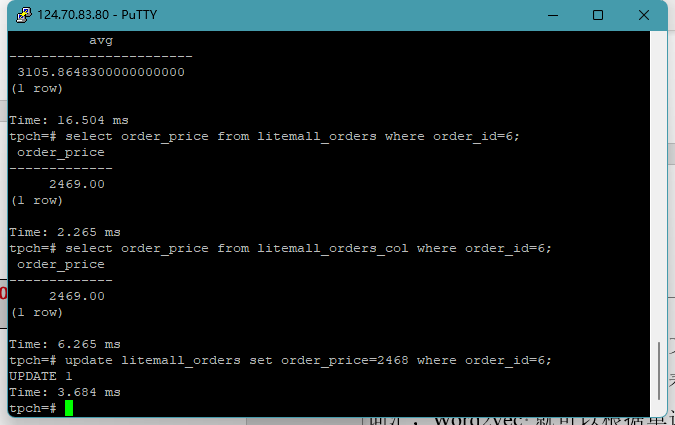 124.70.83.80 - PuTTY
avg
-----------------------
3105.8648300000000000
(1 row)
Time: 16.504 ms
tpch=# select order_price from litemall_orders where order_id=6;
order_price
-------------
2469.00
(1 row)
Time: 2.265 ms
tpch=# select order_price from litemall_orders_col where order_id=6;
order_price
-------------
2469.00
(1 row)
Time: 6.265 ms
tpch=# update litemall_orders set order_price=2468 where order_id=6;
UPDATE 1
Time: 3.684 ms
tpch=#